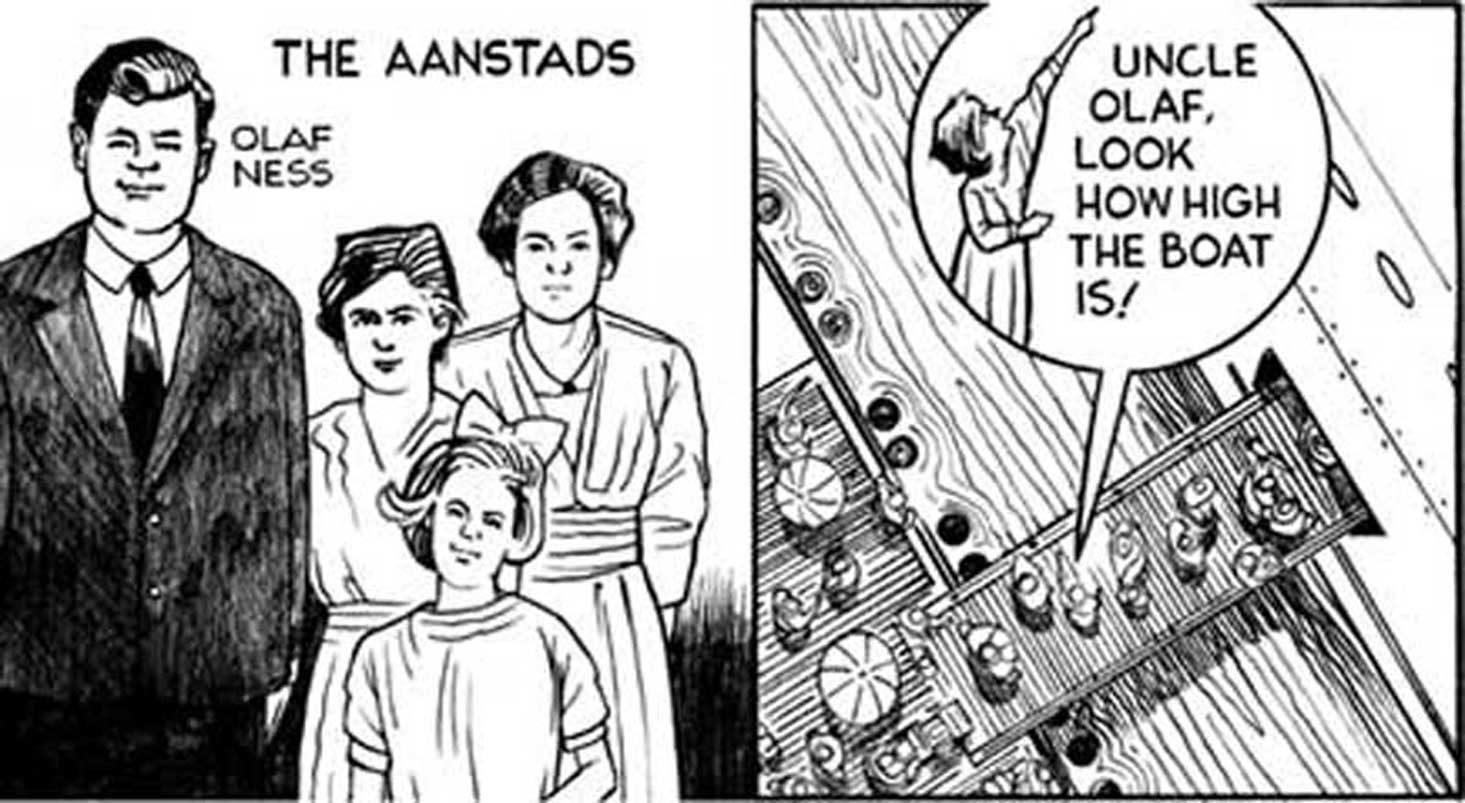 THE AANSTADS
OLAF
NESS
UNCLE
OLAF,
LOOK
HOW HIGH
THE BOAT
IS!